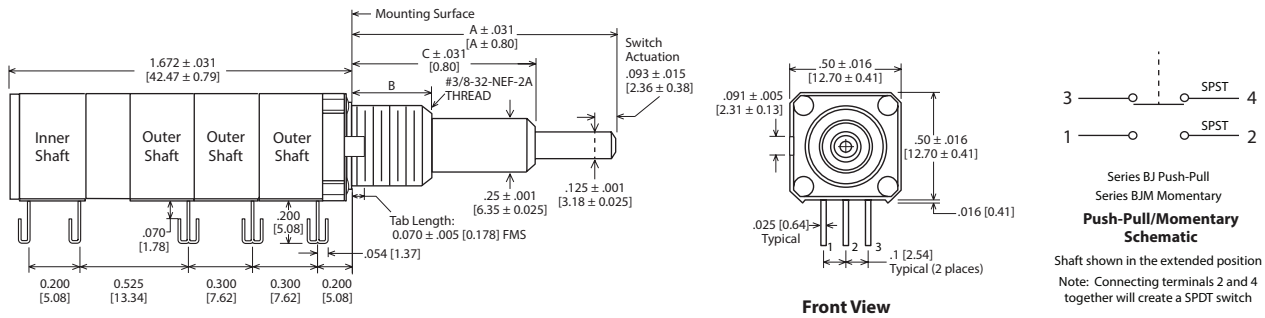 Mounting Surface
A ± .031
[A ± 0.80]
Switch
Actuation
.093 ± .015
[2.36 ± 0.38]
C ± .031
[0.80]
1.672 ± .031
[42.47 ± 0.79]
B
#3/8-32-NEF-2A
THREAD
Inner
Shaft
Outer
Shaft
Outer
Shaft
Outer
Shaft
.125 ± .001
[3.18 ± 0.025]
.25 ± .001
[6.35 ± 0.025]
Tab Length:
0.070 ± .005 [0.178] FMS
.070
[1.78]
.200
[5.08]
.054 [1.37]
0.200
[5.08]
0.525
[13.34]
0.300
[7.62]
0.300
[7.62]
0.200
[5.08]
.50 ± .016
[12.70 ± 0.41]
.091 ± .005
[2.31 ± 0.13]
.50 ± .016
[12.70 ± 0.41]
.016 [0.41]
.025 [0.64]
Typical
1
2
3
.1 [2.54]
Typical (2 places)
Front View
3
SPST
4
1
SPST
2
Series BJ Push-Pull
Series BJM Momentary
Push-Pull/Momentary
Schematic
Shaft shown in the extended position
Note: Connecting terminals 2 and 4
together will create a SPDT switch